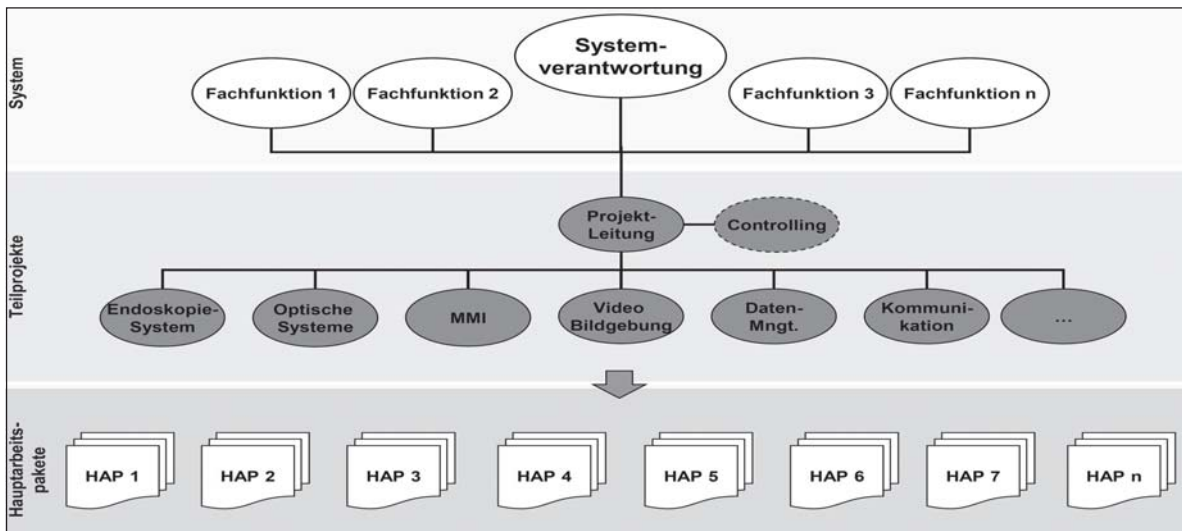 System
System-
verantwortung
Fachfunktion 1
Fachfunktion 2
Fachfunktion 3
Fachfunktion n
Teilprojekte
Projekt-
Leitung
Controlling
Endoskopie-
System
Optische
Systeme
MMI
Video
Bildgebung
Daten-
Mngt.
Kommuni-
kation
...
Hauptarbeits-
pakete
HAP 1
HAP 2
HAP 3
HAP 4
HAP 5
HAP 6
HAP 7
HAP n